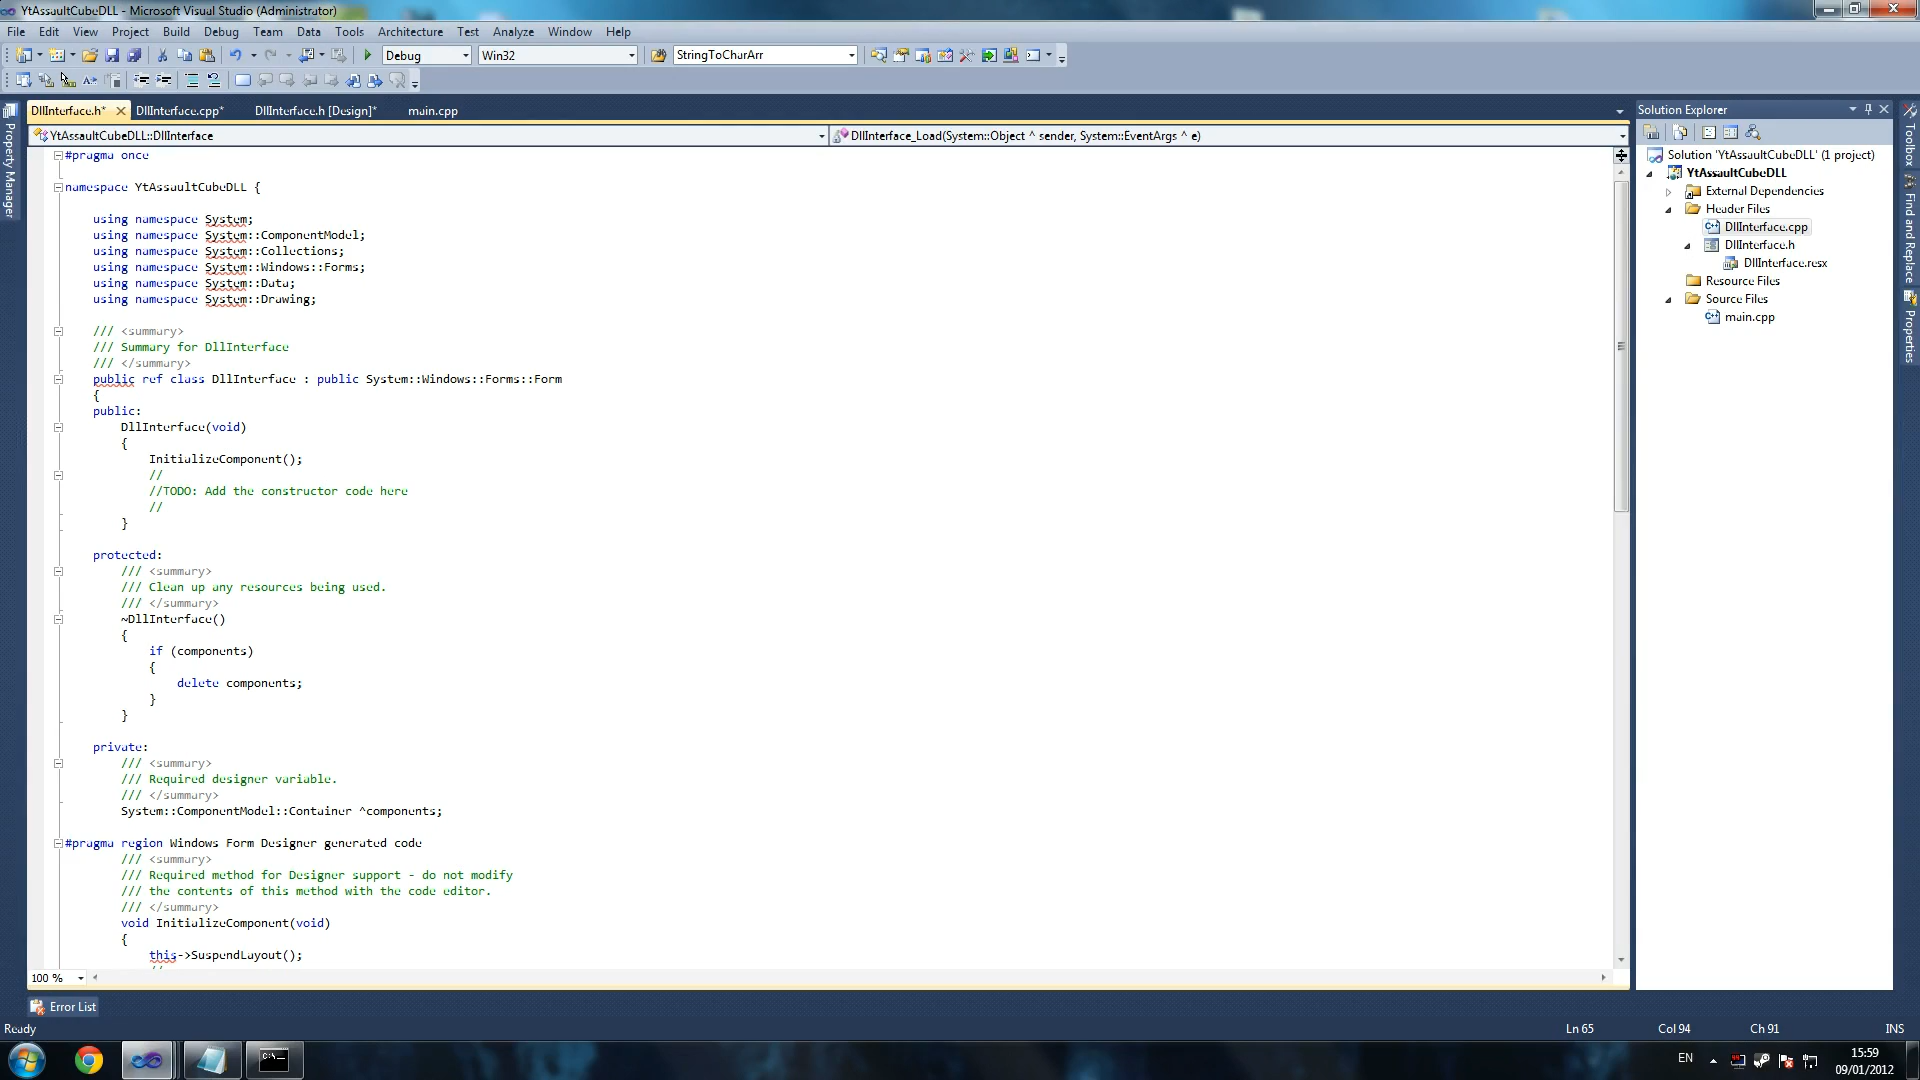 YtAssaultCubeDLL - Microsoft Visual Studio (Administrator)
File Edit View Project Build Debug Team Data Tools Architecture Test Analyze Window Help
Debug Win32 StringToCharArr
DllInterface.h* DllInterface.cpp* DllInterface.h [Design]* main.cpp
YtAssaultCubeDLL::DllInterface DllInterface_Load(System::Object ^ sender, System::EventArgs ^ e)
Property Manager
#pragma once
namespace YtAssaultCubeDLL {
using namespace System;
using namespace System::ComponentModel;
using namespace System::Collections;
using namespace System::Windows::Forms;
using namespace System::Data;
using namespace System::Drawing;
/// <summary>
/// Summary for DllInterface
/// </summary>
public ref class DllInterface : public System::Windows::Forms::Form
{
public:
DllInterface(void)
{
InitializeComponent();
//
//TODO: Add the constructor code here
//
}
protected:
/// <summary>
/// Clean up any resources being used.
/// </summary>
~DllInterface()
{
if (components)
{
delete components;
}
}
private:
/// <summary>
/// Required designer variable.
/// </summary>
System::ComponentModel::Container ^components;
#pragma region Windows Form Designer generated code
/// <summary>
/// Required method for Designer support - do not modify
/// the contents of this method with the code editor.
/// </summary>
void InitializeComponent(void)
{
this->SuspendLayout();
//
100 %
Solution Explorer
Solution 'YtAssaultCubeDLL' (1 project)
YtAssaultCubeDLL
External Dependencies
Header Files
DllInterface.cpp
DllInterface.h
DllInterface.resx
Resource Files
Source Files
main.cpp
Toolbox
Find and Replace
Properties
Error List
Ready Ln 65 Col 94 Ch 91 INS
C:\
EN
15:59
09/01/2012